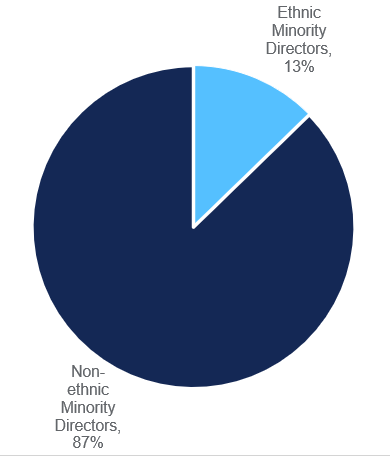 Ethnic
Minority
Directors,
13%
Non-
ethnic
Minority
Directors,
87%